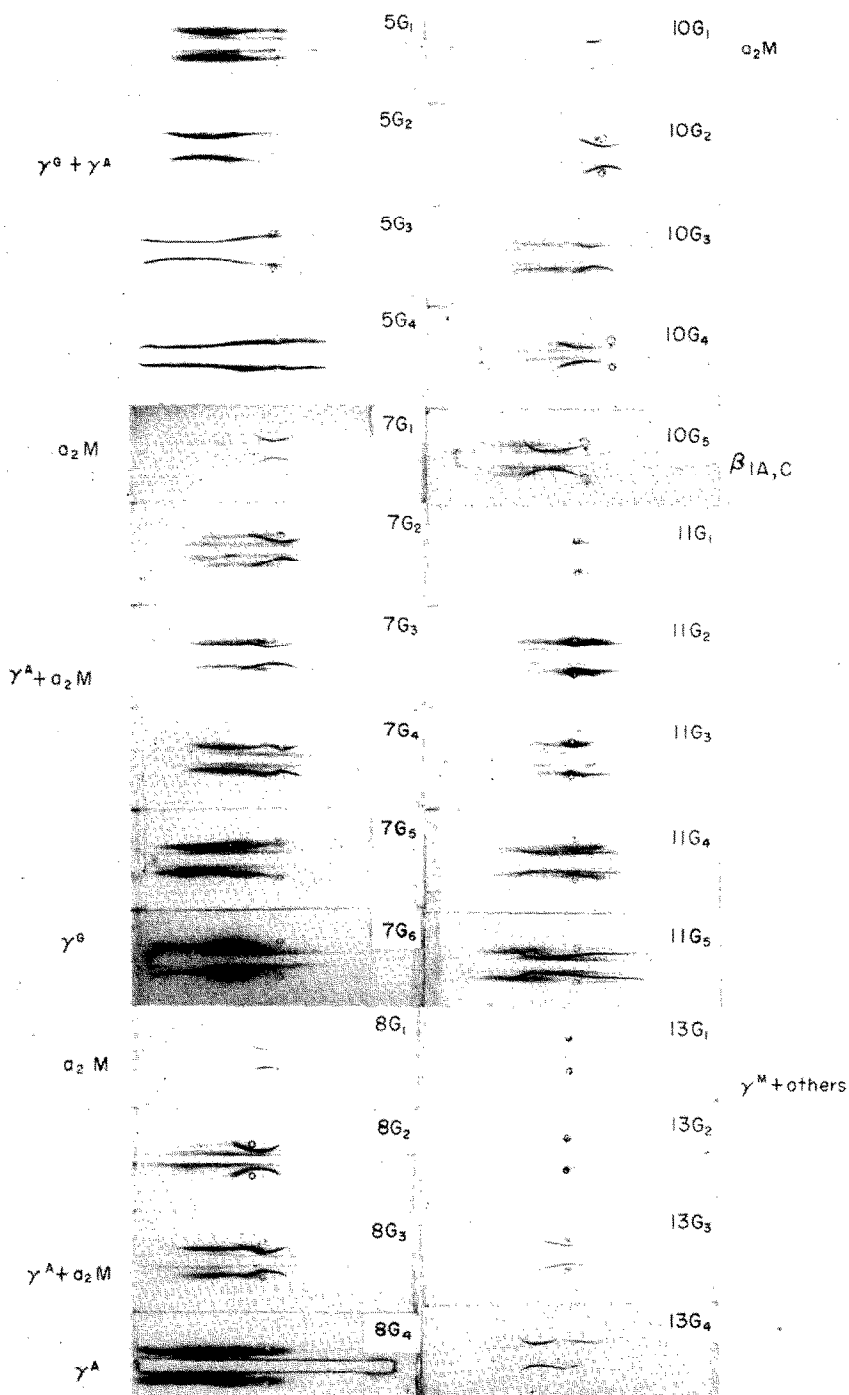 5G₁
5G₂
γᴳ + γᴬ
5G₃
5G₄
α₂M
7G₁
7G₂
7G₃
γᴬ + α₂M
7G₄
7G₅
γᴳ
7G₆
8G₁
α₂ M
8G₂
8G₃
γᴬ + α₂M
8G₄
γᴬ
10G₁
α₂M
10G₂
10G₃
10G₄
10G₅
β₁A,C
11G₁
11G₂
11G₃
11G₄
11G₅
13G₁
γᴹ + others
13G₂
13G₃
13G₄